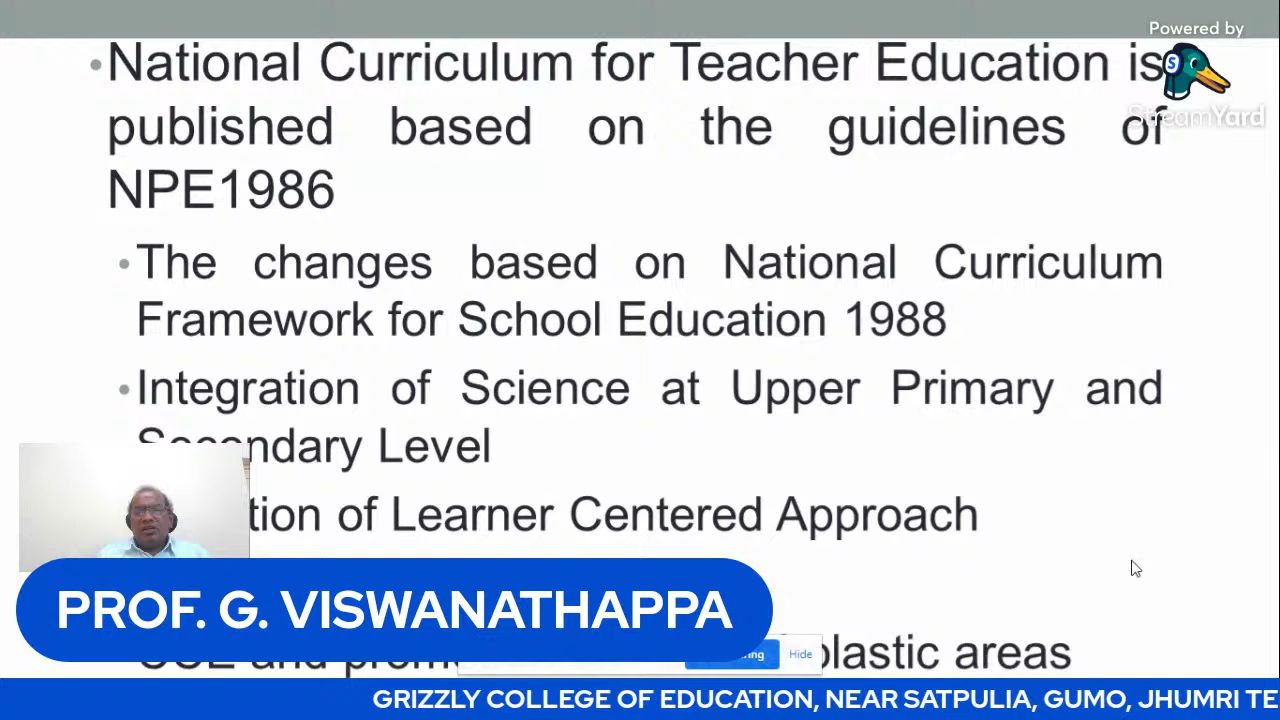 Powered by
StreamYard
• National Curriculum for Teacher Education is
published based on the guidelines of
NPE1986
• The changes based on National Curriculum
Framework for School Education 1988
• Integration of Science at Upper Primary and
Secondary Level
of Learner Centered Approach
PROF. G. VISWANATHAPPA
and areas
Hide
GRIZZLY COLLEGE OF EDUCATION, NEAR SATPULIA, GUMO, JHUMRI TE